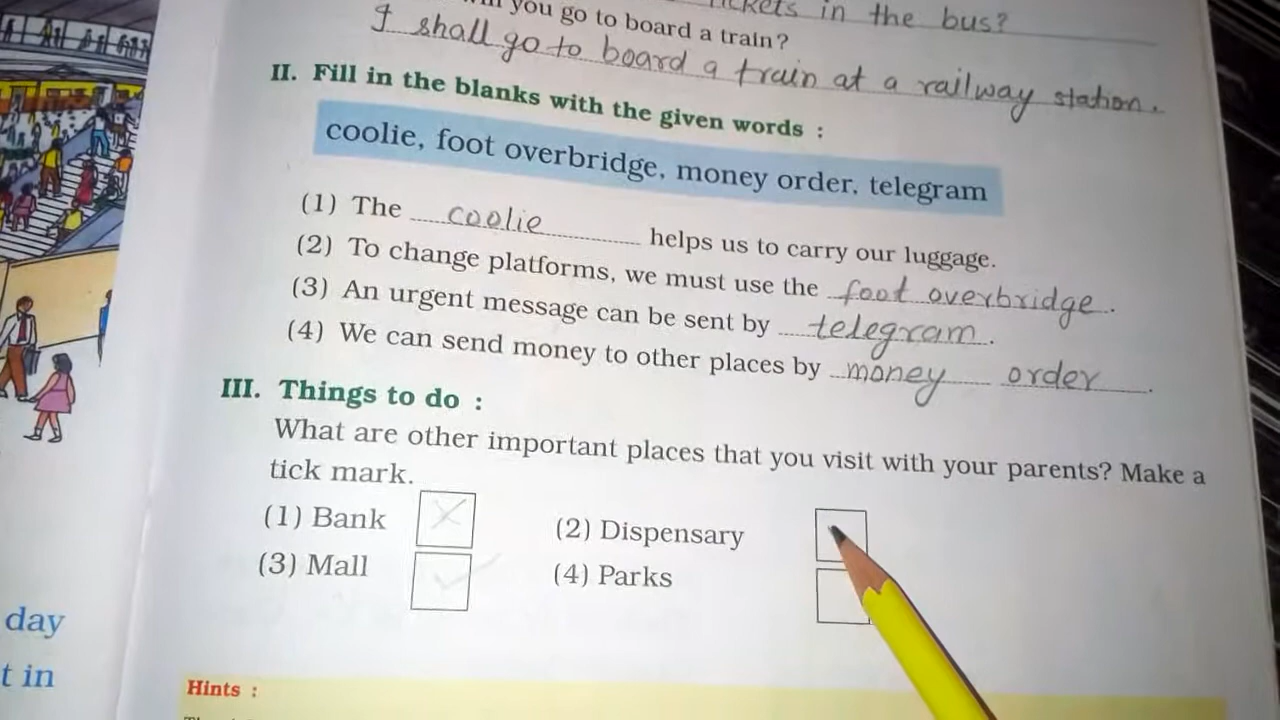 tickets in the bus?
you go to board a train?
I shall go to board a train at a railway station.
II. Fill in the blanks with the given words :
coolie, foot overbridge, money order, telegram
(1) The coolie helps us to carry our luggage.
(2) To change platforms, we must use the foot overbridge.
(3) An urgent message can be sent by telegram.
(4) We can send money to other places by money order.
III. Things to do :
What are other important places that you visit with your parents? Make a
tick mark.
(1) Bank (2) Dispensary
(3) Mall (4) Parks
day
t in
Hints :